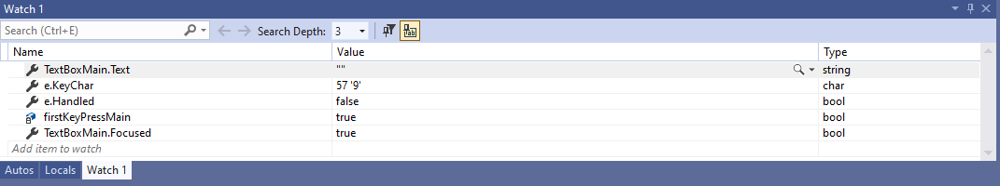 Watch 1
Search (Ctrl+E) Search Depth: 3
Name Value Type
TextBoxMain.Text "" string
e.KeyChar 57 '9' char
e.Handled false bool
firstKeyPressMain true bool
TextBoxMain.Focused true bool
Add item to watch
Autos Locals Watch 1